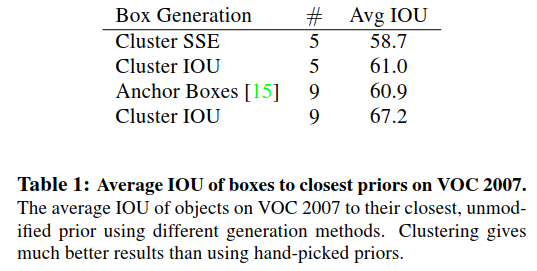 Box Generation # Avg IOU
Cluster SSE 5 58.7
Cluster IOU 5 61.0
Anchor Boxes [15] 9 60.9
Cluster IOU 9 67.2
Table 1: Average IOU of boxes to closest priors on VOC 2007.
The average IOU of objects on VOC 2007 to their closest, unmod-
ified prior using different generation methods. Clustering gives
much better results than using hand-picked priors.